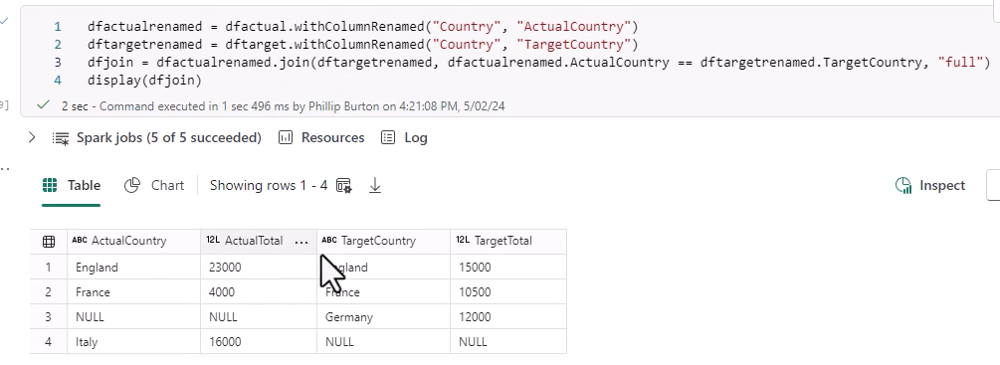 1 dfactualrenamed = dfactual.withColumnRenamed("Country", "ActualCountry")
2 dftargetrenamed = dftarget.withColumnRenamed("Country", "TargetCountry")
3 dfjoin = dfactualrenamed.join(dftargetrenamed, dfactualrenamed.ActualCountry == dftargetrenamed.TargetCountry, "full")
4 display(dfjoin)
2 sec - Command executed in 1 sec 496 ms by Phillip Burton on 4:21:08 PM, 5/02/24
Spark jobs (5 of 5 succeeded) Resources Log
Table Chart Showing rows 1 - 4 Inspect
ABC ActualCountry 12L ActualTotal ... ABC TargetCountry 12L TargetTotal
1 England 23000 England 15000
2 France 4000 France 10500
3 NULL NULL Germany 12000
4 Italy 16000 NULL NULL